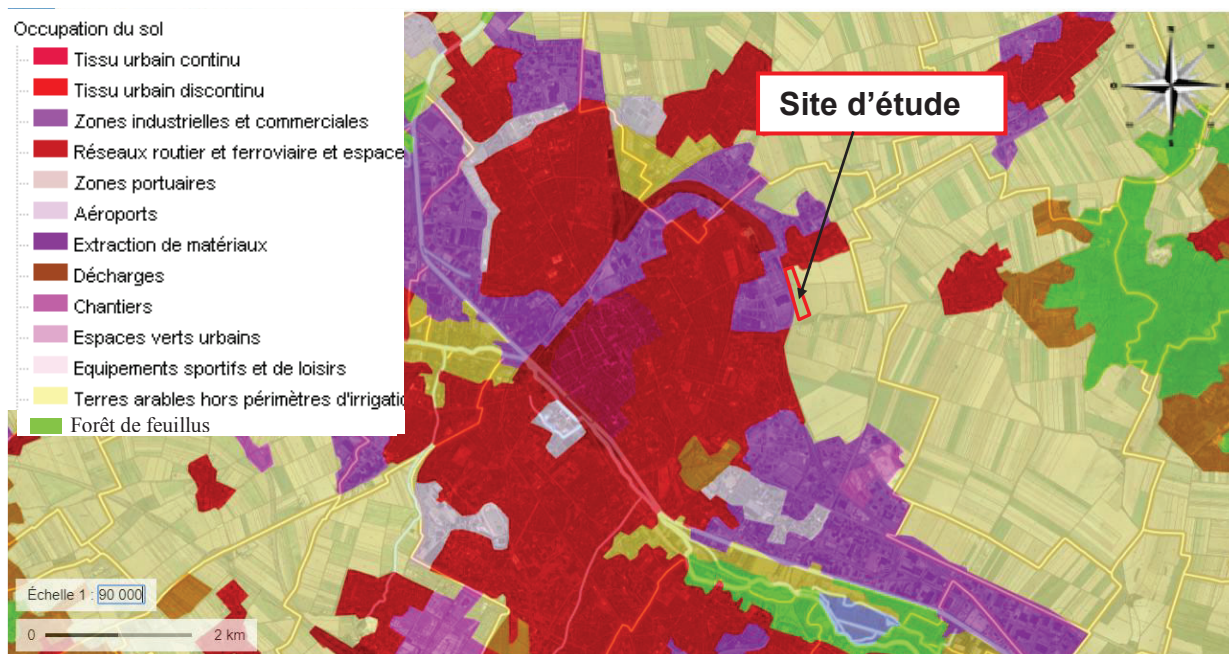 Occupation du sol
Tissu urbain continu
Tissu urbain discontinu
Zones industrielles et commerciales
Réseaux routier et ferroviaire et espace
Zones portuaires
Aéroports
Extraction de matériaux
Décharges
Chantiers
Espaces verts urbains
Equipements sportifs et de loisirs
Terres arables hors périmètres d'irrigatio
Forêt de feuillus
Site d'étude
Échelle 1 : 90 000
0 2 km